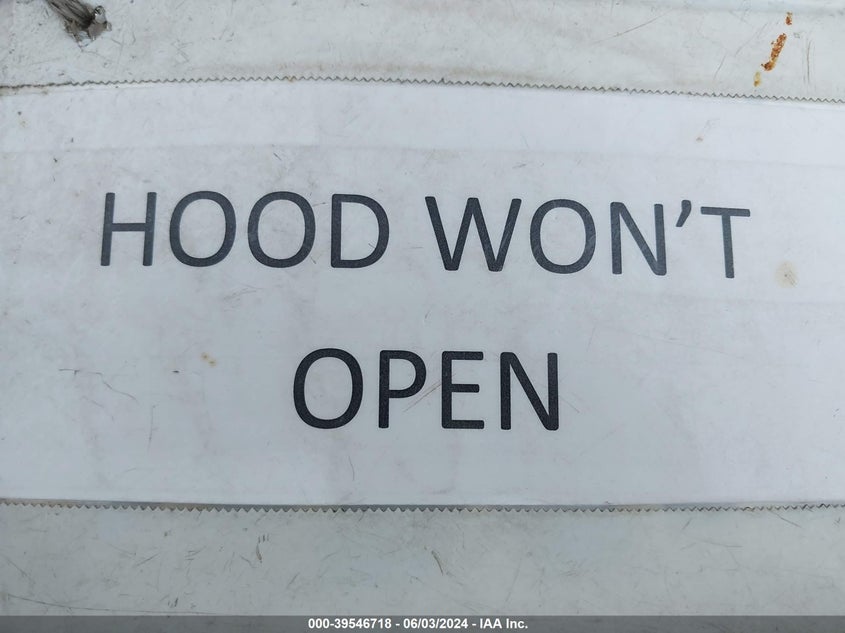 HOOD WON’T
OPEN
000-39546718 - 06/03/2024 - IAA Inc.